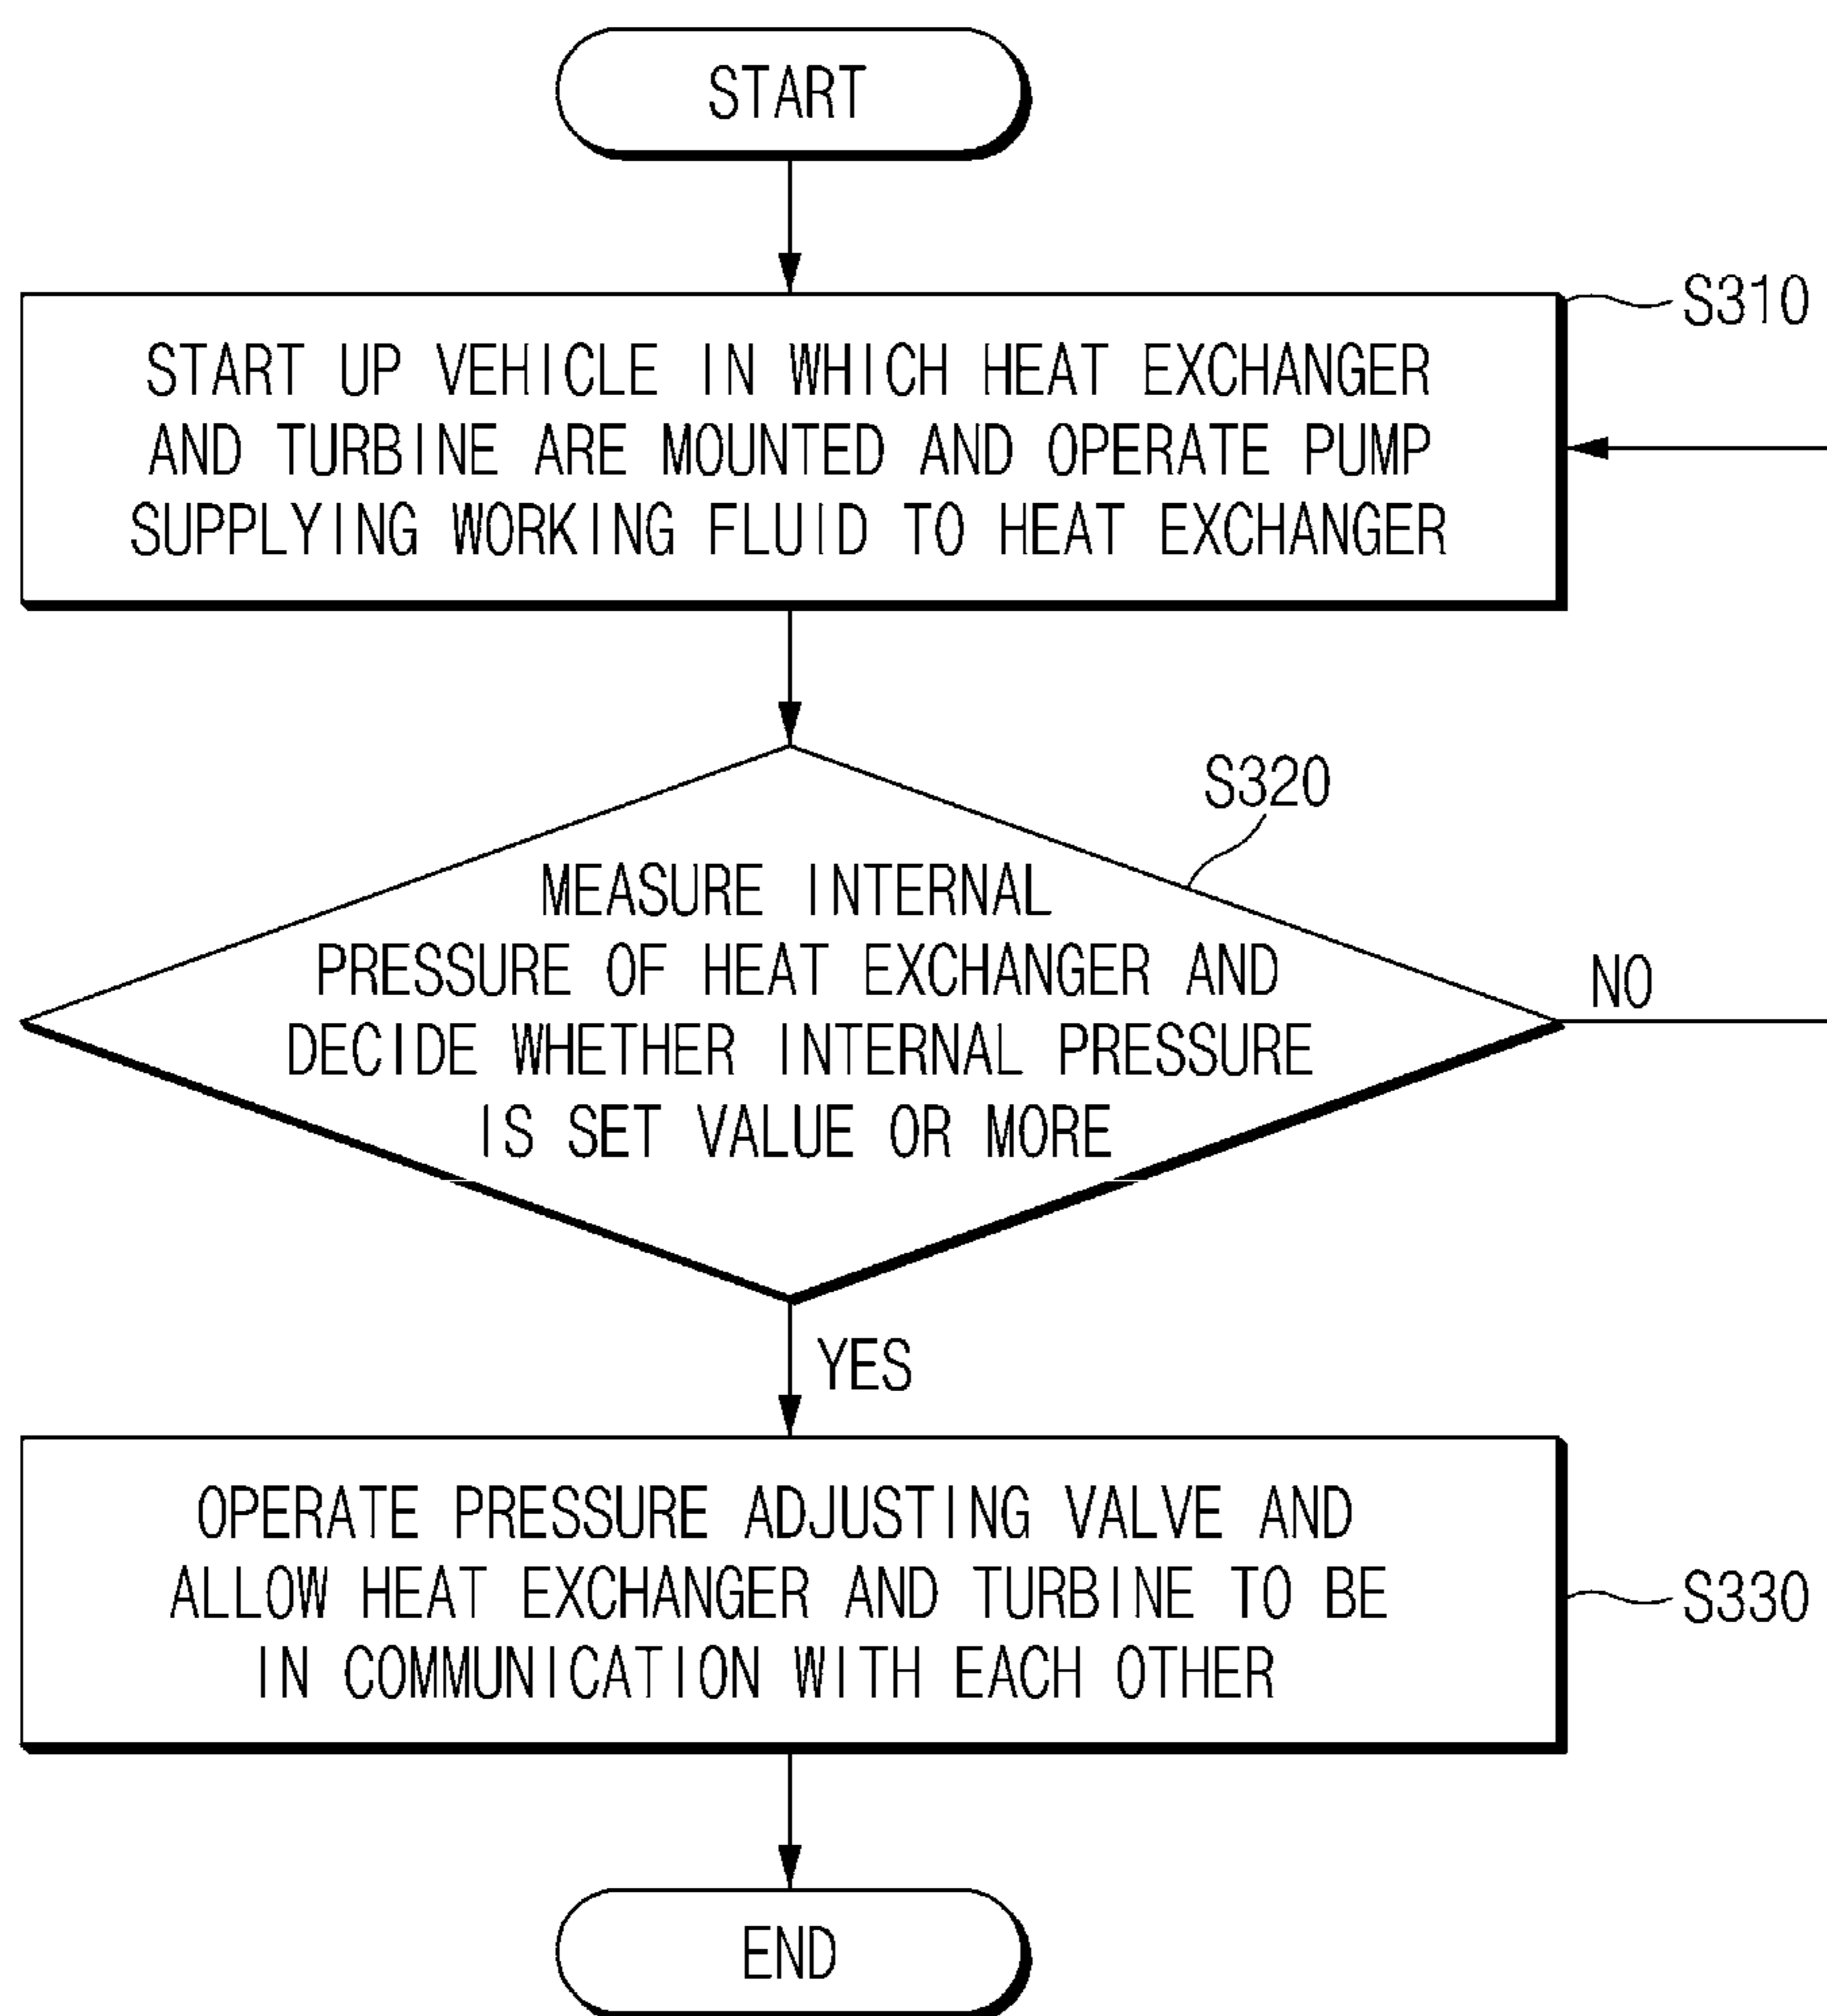 START
START UP VEHICLE IN WHICH HEAT EXCHANGER
AND TURBINE ARE MOUNTED AND OPERATE PUMP
SUPPLYING WORKING FLUID TO HEAT EXCHANGER
S310
S320
MEASURE INTERNAL
PRESSURE OF HEAT EXCHANGER AND
DECIDE WHETHER INTERNAL PRESSURE
IS SET VALUE OR MORE
NO
YES
OPERATE PRESSURE ADJUSTING VALVE AND
ALLOW HEAT EXCHANGER AND TURBINE TO BE
IN COMMUNICATION WITH EACH OTHER
S330
END